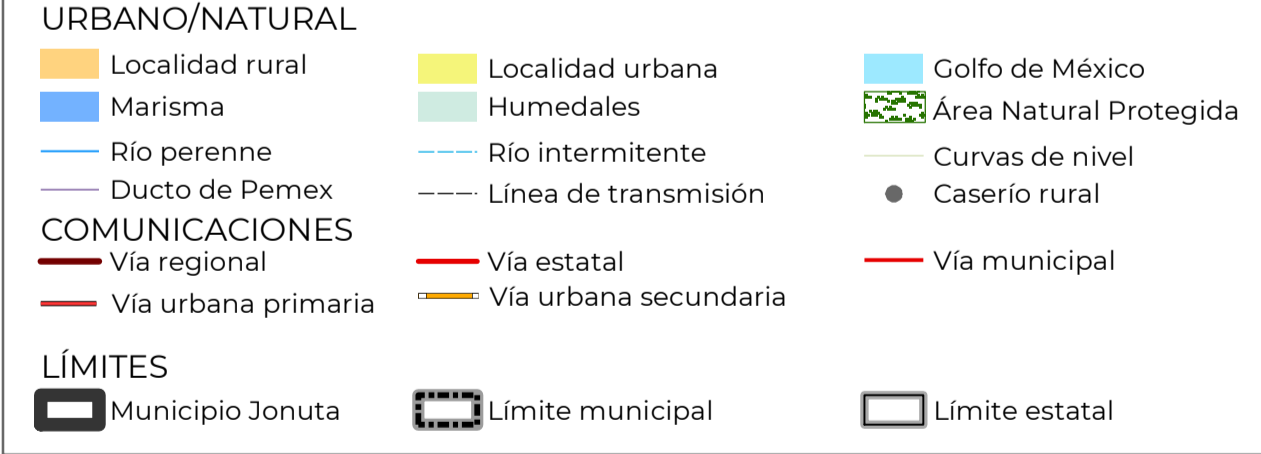 URBANO/NATURAL
Localidad rural
Localidad urbana
Golfo de México
Marisma
Humedales
Área Natural Protegida
Río perenne
Río intermitente
Curvas de nivel
Ducto de Pemex
Línea de transmisión
Caserío rural
COMUNICACIONES
Vía regional
Vía estatal
Vía municipal
Vía urbana primaria
Vía urbana secundaria
LÍMITES
Municipio Jonuta
Límite municipal
Límite estatal